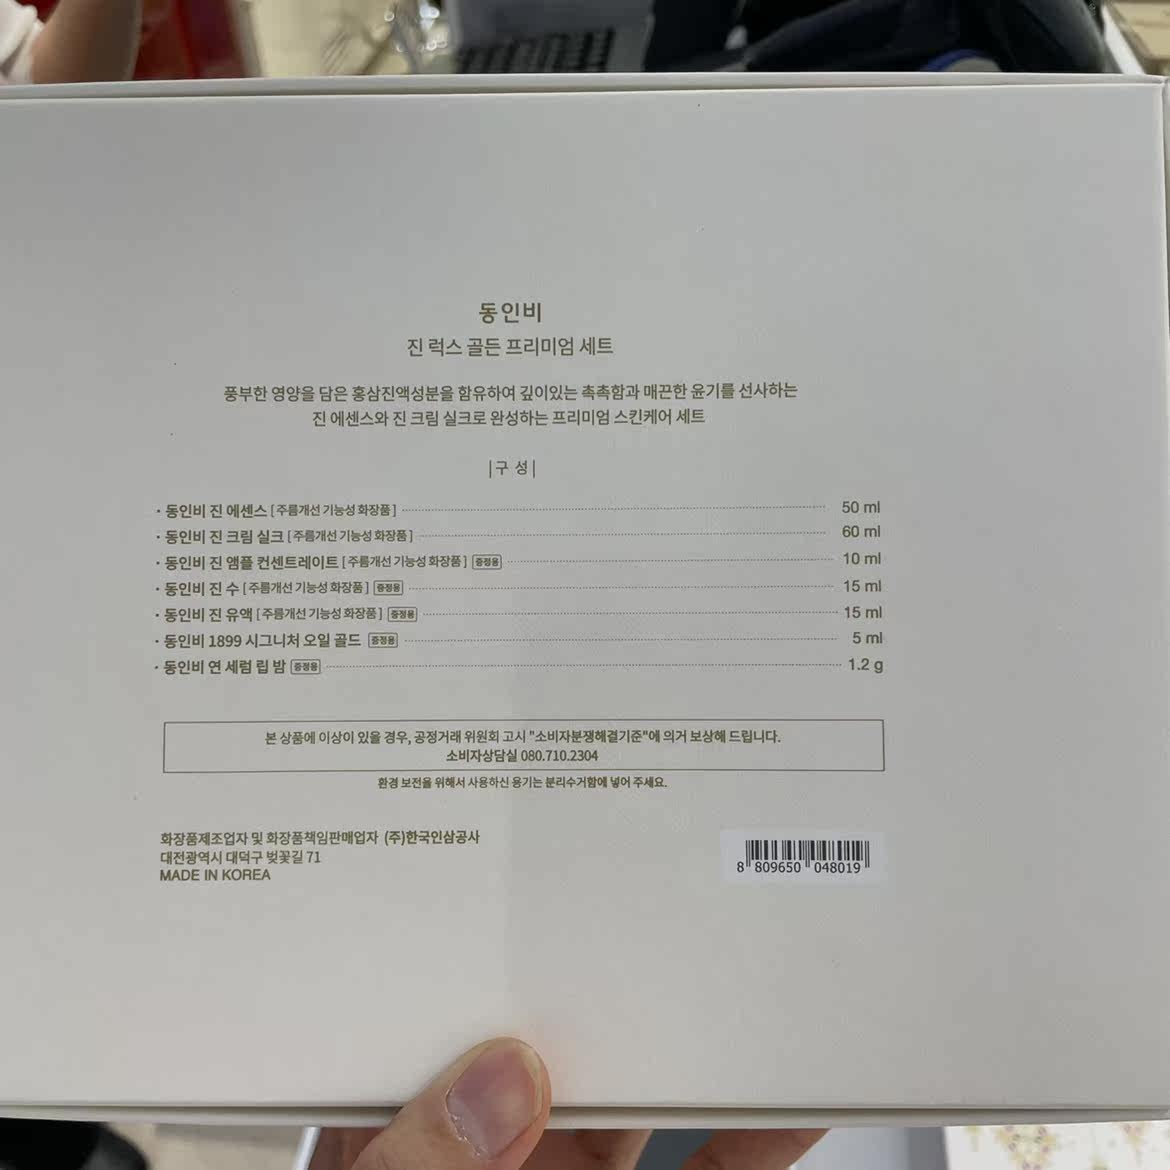 동인비
진 럭스 골든 프리미엄 세트
풍부한 영양을 담은 홍삼진액성분을 함유하여 깊이있는 촉촉함과 매끈한 윤기를 선사하는
진 에센스와 진 크림 실크로 완성하는 프리미엄 스킨케어 세트
|구 성|
· 동인비 진 에센스 [주름개선 기능성 화장품] 50 ml
· 동인비 진 크림 실크 [주름개선 기능성 화장품] 60 ml
· 동인비 진 앰플 컨센트레이트 [주름개선 기능성 화장품] 증정용 10 ml
· 동인비 진 수 [주름개선 기능성 화장품] 증정용 15 ml
· 동인비 진 유액 [주름개선 기능성 화장품] 증정용 15 ml
· 동인비 1899 시그니처 오일 골드 증정용 5 ml
· 동인비 연 세럼 립 밤 증정용 1.2 g
본 상품에 이상이 있을 경우, 공정거래 위원회 고시 "소비자분쟁해결기준"에 의거 보상해 드립니다.
소비자상담실 080.710.2304
환경 보전을 위해서 사용하신 용기는 분리수거함에 넣어 주세요.
화장품제조업자 및 화장품책임판매업자 (주)한국인삼공사
대전광역시 대덕구 벚꽃길 71
MADE IN KOREA
8 809650 048019